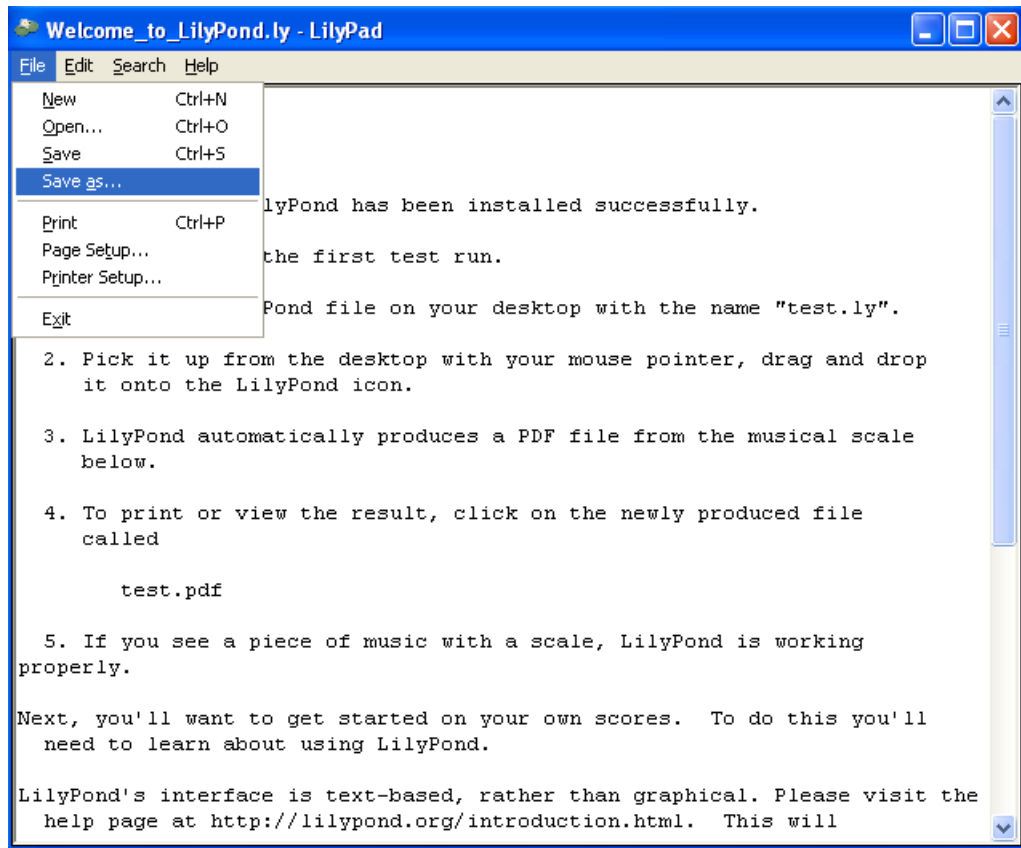 Welcome_to_LilyPond.ly - LilyPad
File Edit Search Help
New Ctrl+N
Open... Ctrl+O
Save Ctrl+S
Save as...
Print Ctrl+P
Page Setup...
Printer Setup...
Exit
lyPond has been installed successfully.
the first test run.
Pond file on your desktop with the name "test.ly".
2. Pick it up from the desktop with your mouse pointer, drag and drop
it onto the LilyPond icon.
3. LilyPond automatically produces a PDF file from the musical scale
below.
4. To print or view the result, click on the newly produced file
called
test.pdf
5. If you see a piece of music with a scale, LilyPond is working
properly.
Next, you'll want to get started on your own scores.  To do this you'll
need to learn about using LilyPond.
LilyPond's interface is text-based, rather than graphical. Please visit the
help page at http://lilypond.org/introduction.html.  This will